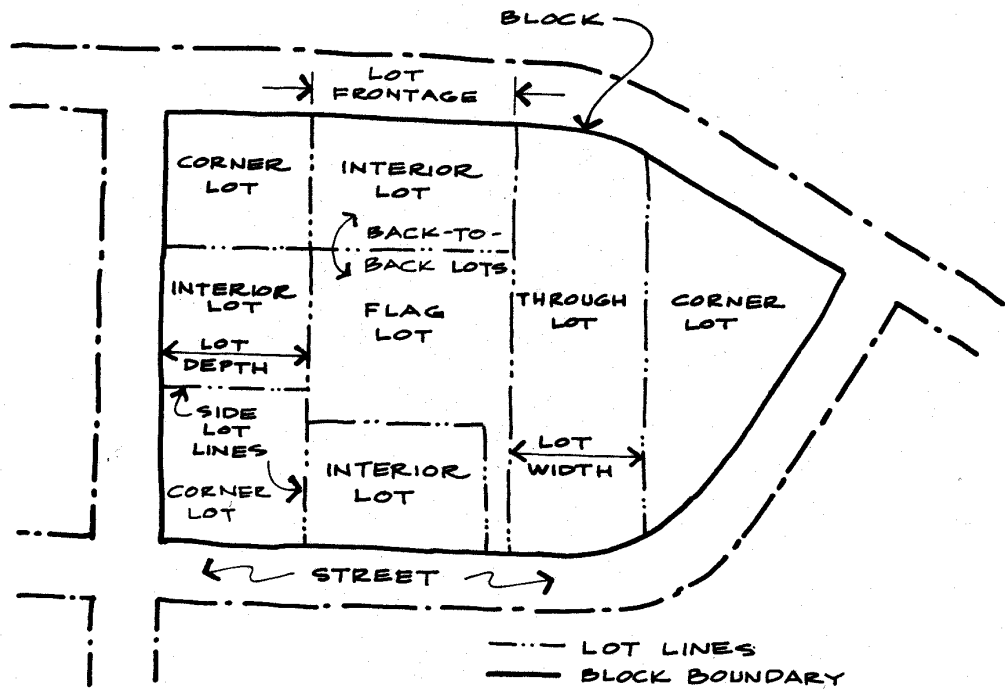 BLOCK
LOT
FRONTAGE
CORNER
LOT
INTERIOR
LOT
BACK-TO-
BACK LOTS
INTERIOR
LOT
FLAG
LOT
THROUGH
LOT
CORNER
LOT
LOT
DEPTH
SIDE
LOT
LINES
CORNER
LOT
INTERIOR
LOT
LOT
WIDTH
STREET
LOT LINES
BLOCK BOUNDARY